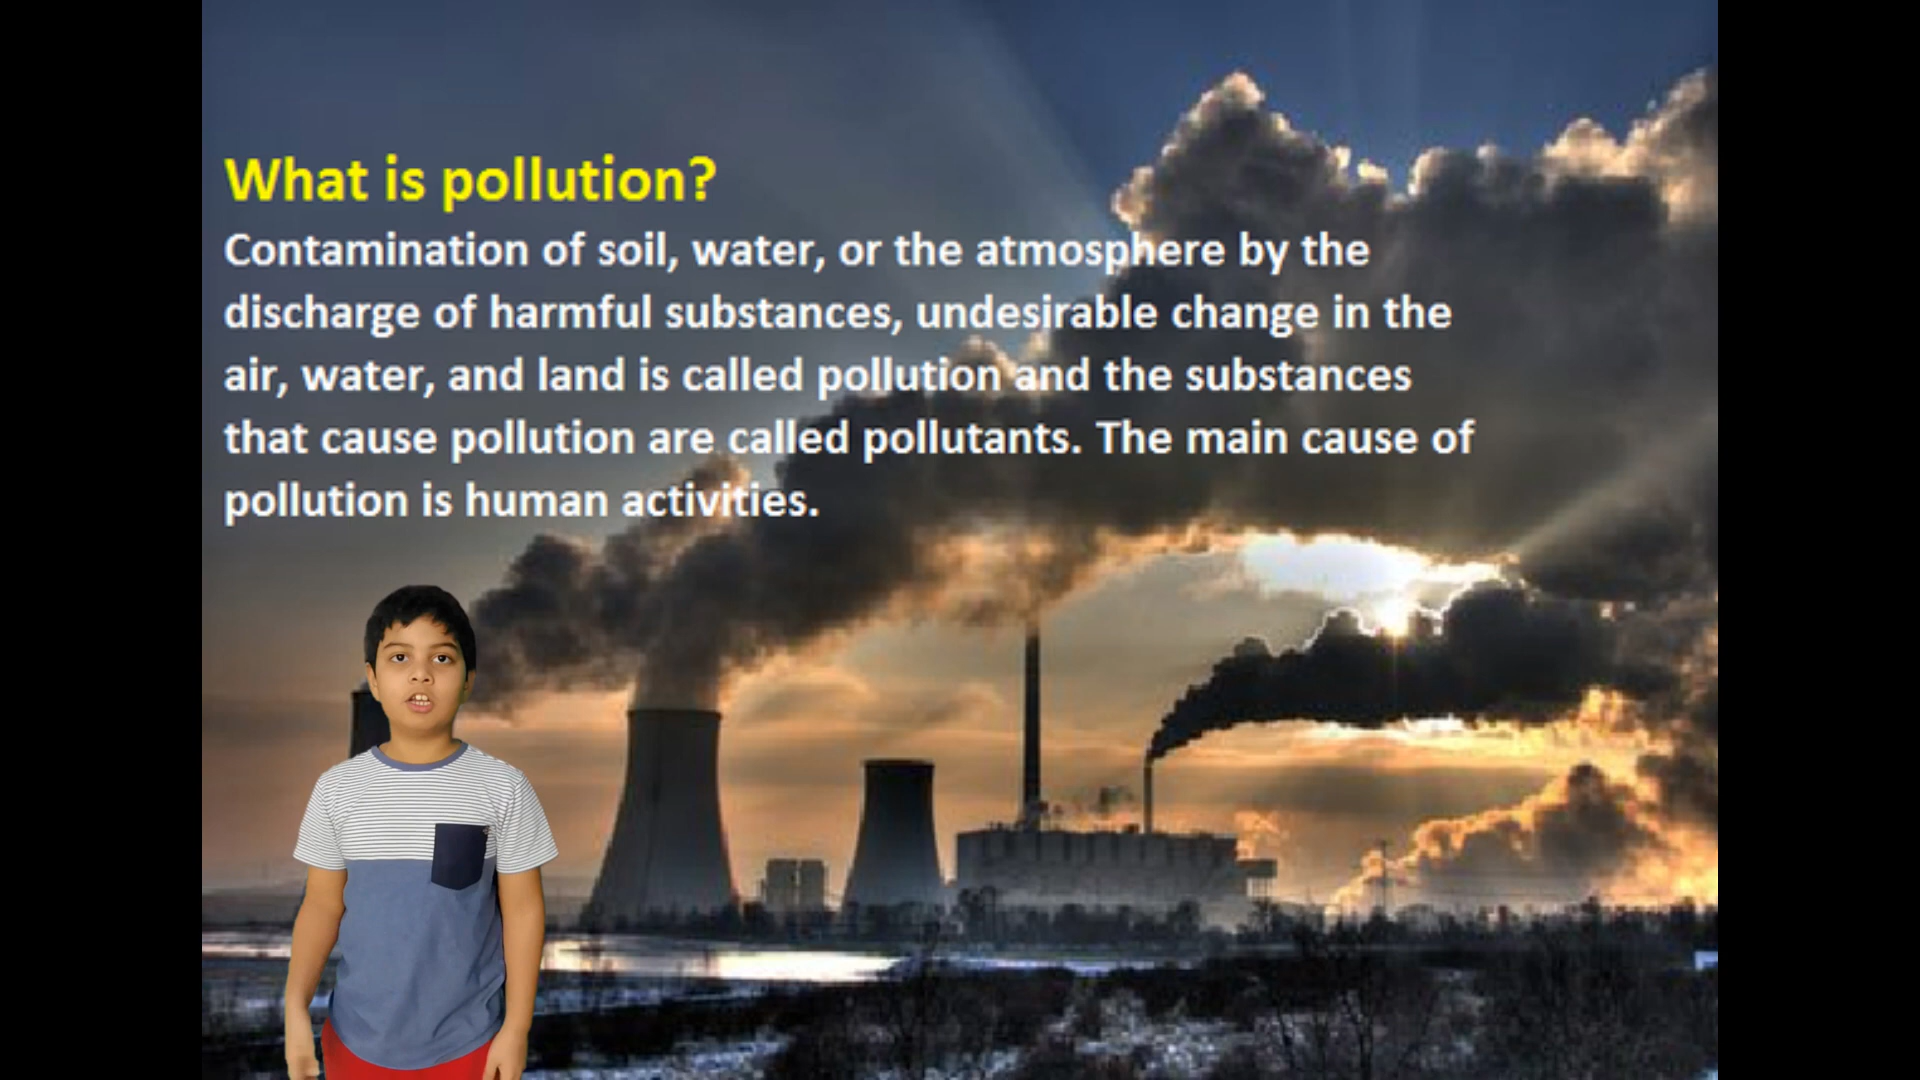 What is pollution?
Contamination of soil, water, or the atmosphere by the
discharge of harmful substances, undesirable change in the
air, water, and land is called pollution and the substances
that cause pollution are called pollutants. The main cause of
pollution is human activities.